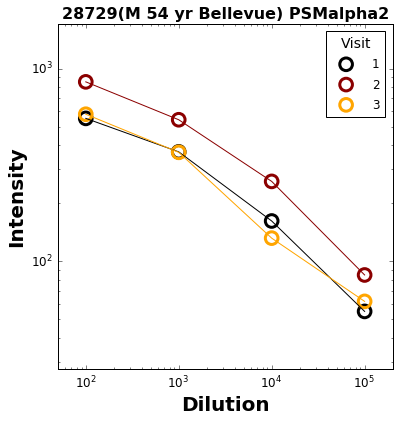 28729(M 54 yr Bellevue) PSMalpha2
Visit
1
2
3
10³
10²
Intensity
10² 10³ 10⁴ 10⁵
Dilution